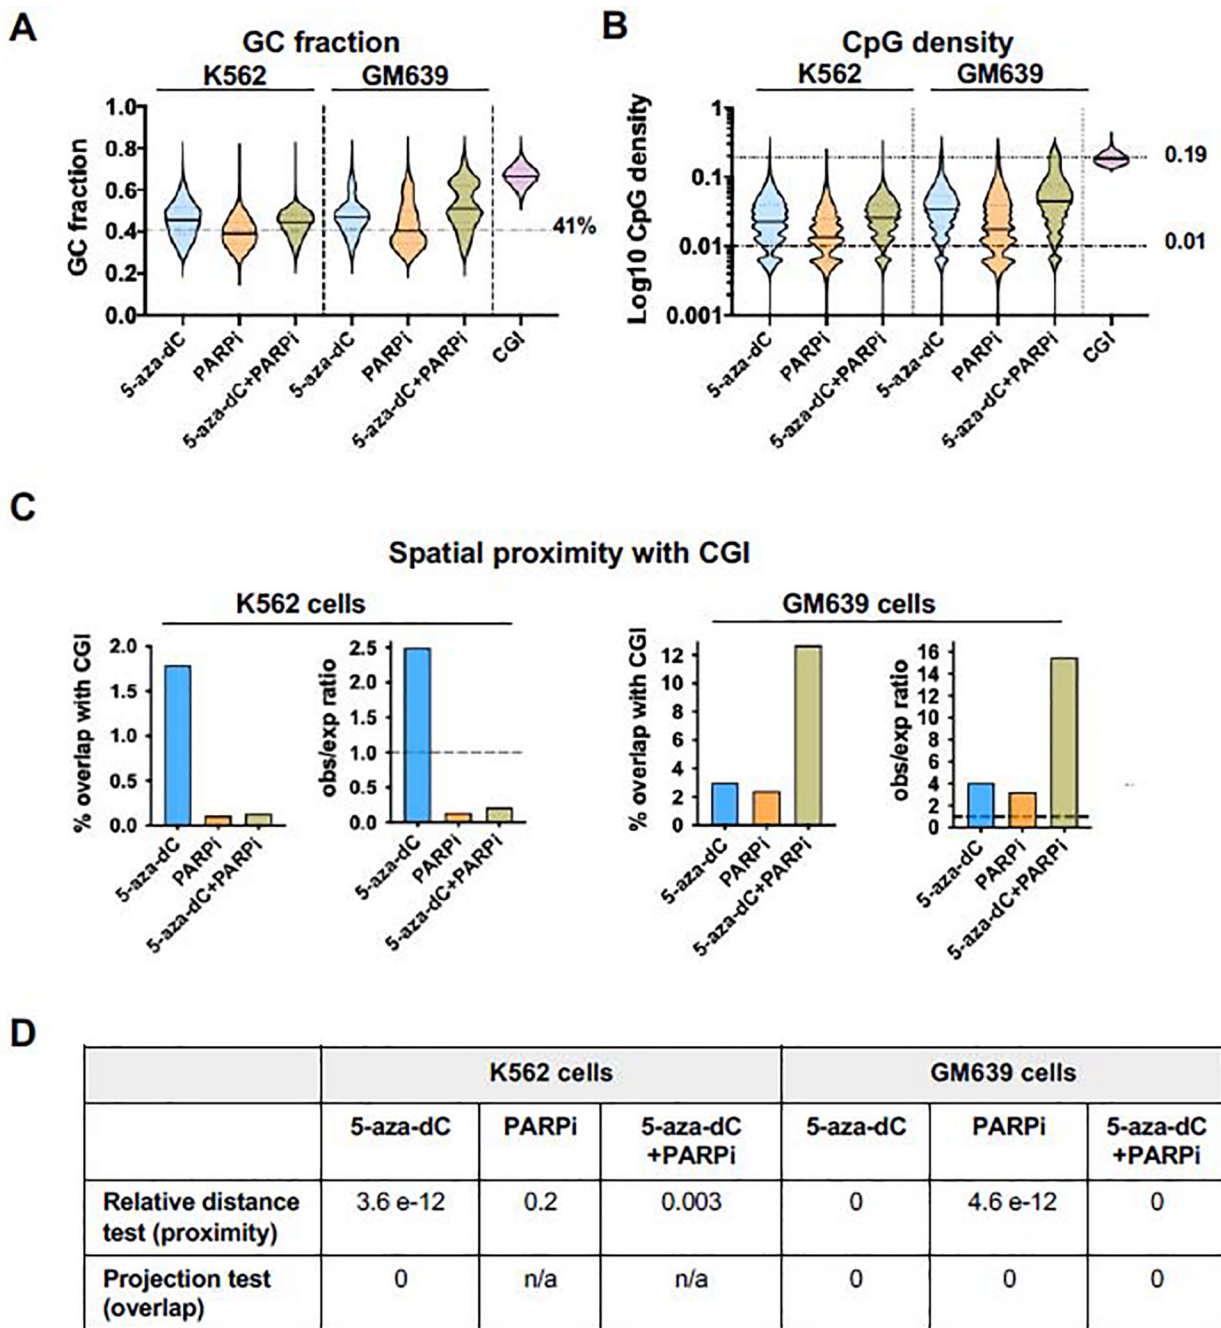 A
GC fraction
K562
GM639
GC fraction
1.0
0.8
0.6
0.4
0.2
0.0
41%
5-aza-dC
PARPi
5-aza-dC+PARPi
5-aza-dC
PARPi
5-aza-dC+PARPi
CGI
B
CpG density
K562
GM639
Log10 CpG density
1
0.1
0.01
0.001
0.19
0.01
5-aza-dC
PARPi
5-aza-dC+PARPi
5-aza-dC
PARPi
5-aza-dC+PARPi
CGI
C
Spatial proximity with CGI
K562 cells
GM639 cells
% overlap with CGI
2.0
1.5
1.0
0.5
0.0
5-aza-dC
PARPi
5-aza-dC+PARPi
obs/exp ratio
2.5
2.0
1.5
1.0
0.5
0.0
5-aza-dC
PARPi
5-aza-dC+PARPi
% overlap with CGI
12
10
8
6
4
2
0
5-aza-dC
PARPi
5-aza-dC+PARPi
obs/exp ratio
16
14
12
10
8
6
4
2
0
5-aza-dC
PARPi
5-aza-dC+PARPi
D
K562 cells GM639 cells
5-aza-dC PARPi 5-aza-dC +PARPi 5-aza-dC PARPi 5-aza-dC +PARPi
Relative distance test (proximity) 3.6 e-12 0.2 0.003 0 4.6 e-12 0
Projection test (overlap) 0 n/a n/a 0 0 0